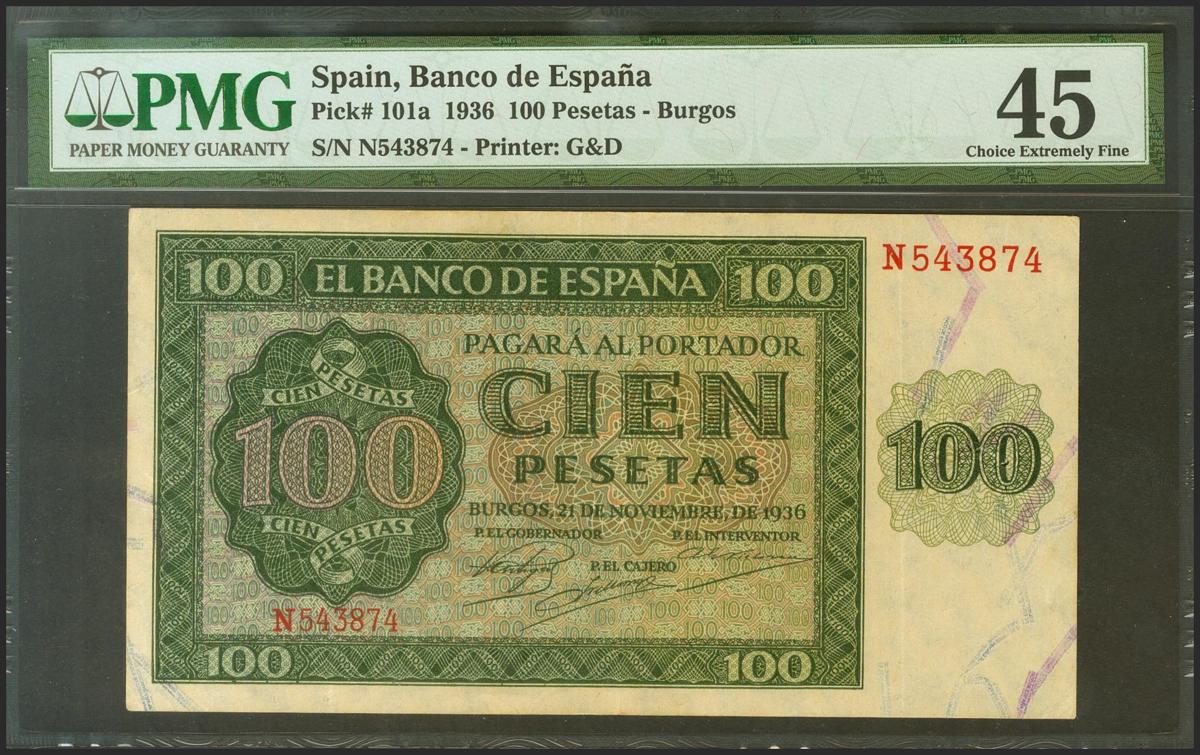 PMG
PAPER MONEY GUARANTY
Spain, Banco de España
Pick# 101a 1936 100 Pesetas - Burgos
S/N N543874 - Printer: G&D
45
Choice Extremely Fine
100 EL BANCO DE ESPAÑA 100
N543874
PAGARÁ AL PORTADOR
CIEN
PESETAS
PESETAS
CIEN PESETAS
100
CIEN PESETAS
PESETAS
100
BURGOS, 21 DE NOVIEMBRE, DE 1936
P. EL GOBERNADOR P. EL INTERVENTOR
P. EL CAJERO
N543874
100 100